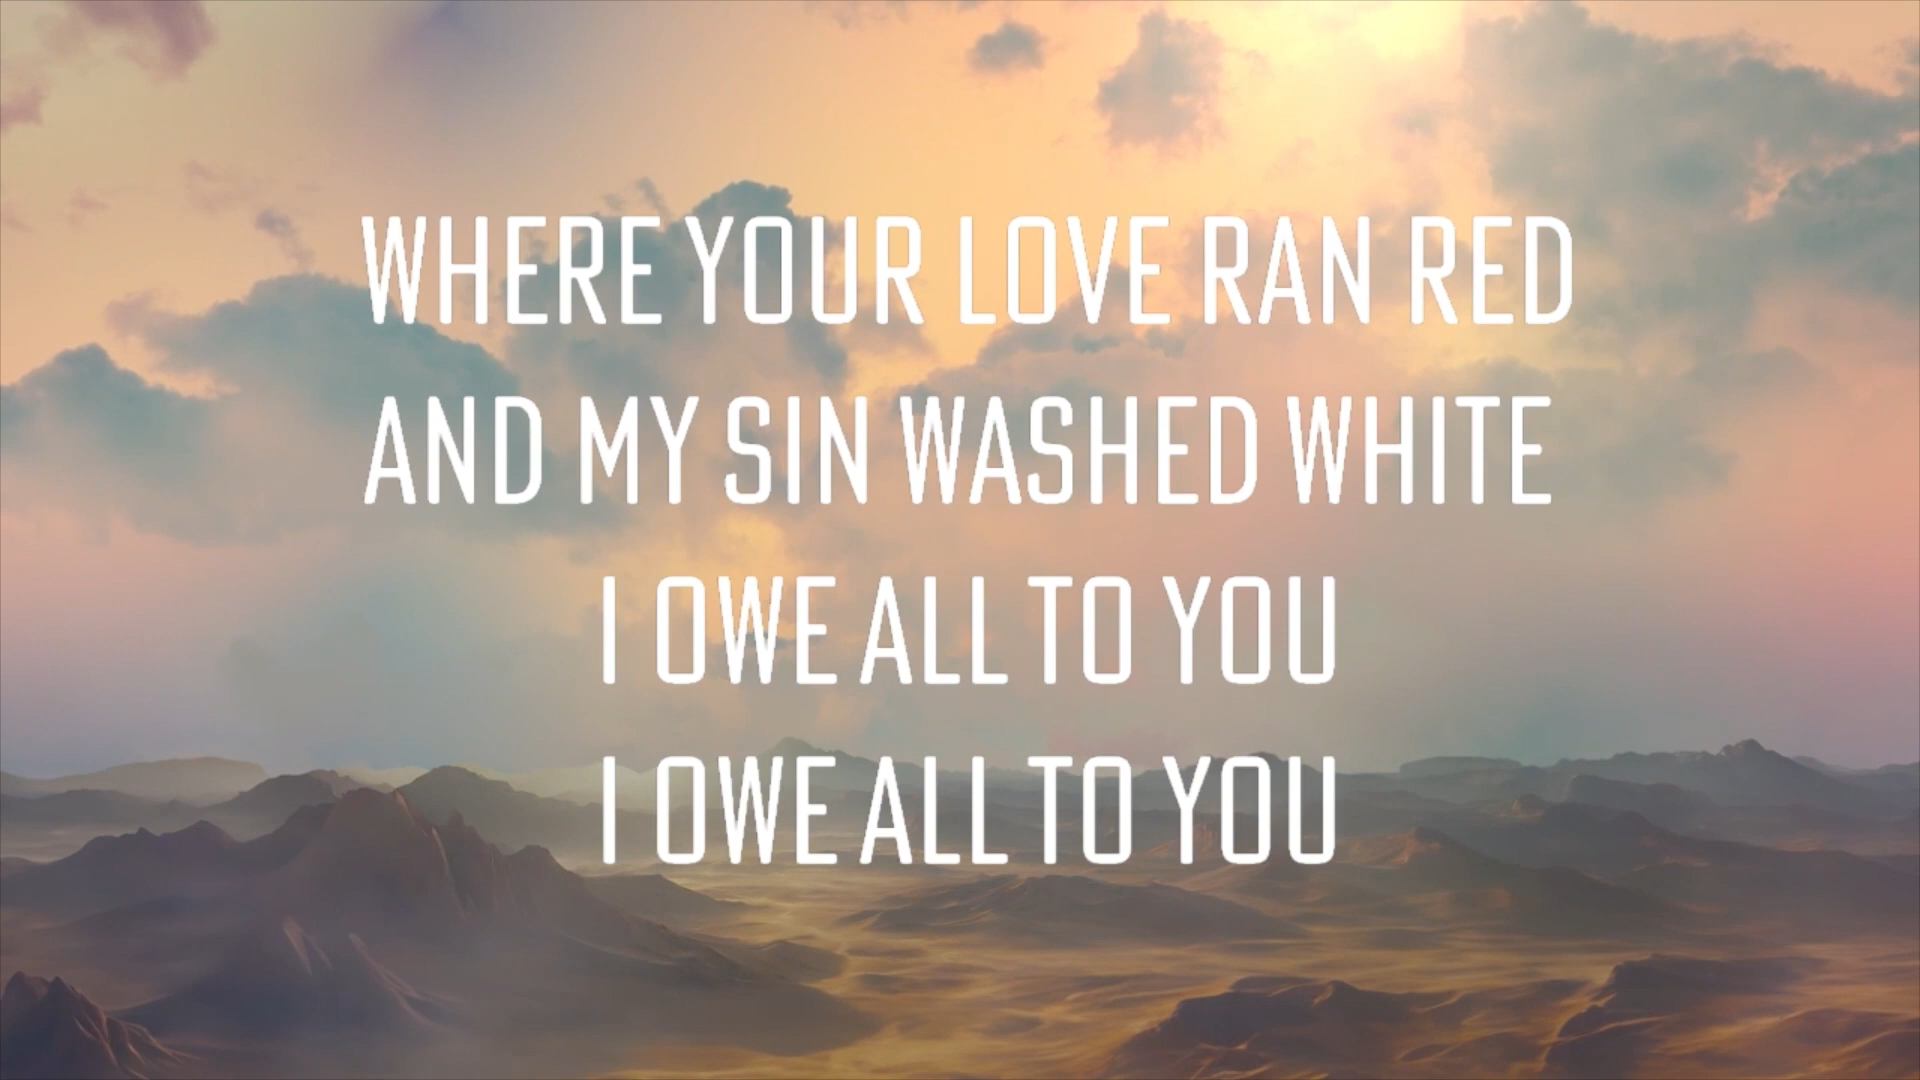 WHERE YOUR LOVE RAN RED
AND MY SIN WASHED WHITE
I OWE ALL TO YOU
I OWE ALL TO YOU